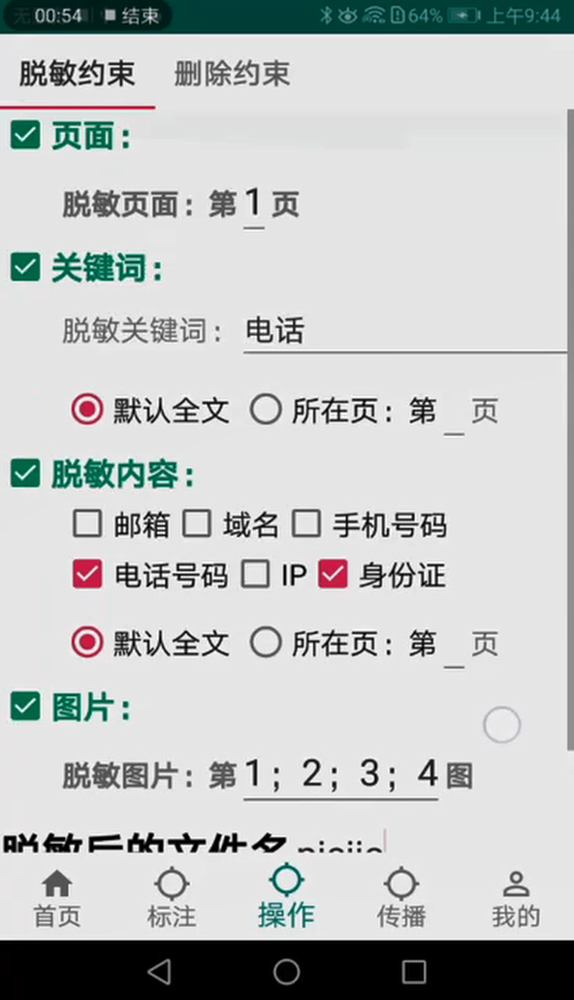 00:54 结束 64% 上午9:44
脱敏约束 删除约束
页面：
脱敏页面：第 1 页
关键词：
脱敏关键词：电话
默认全文 所在页：第 _ 页
脱敏内容：
邮箱 域名 手机号码
电话号码 IP 身份证
默认全文 所在页：第 _ 页
图片：
脱敏图片：第 1；2；3；4 图
脱敏后的文件名
首页 标注 操作 传播 我的